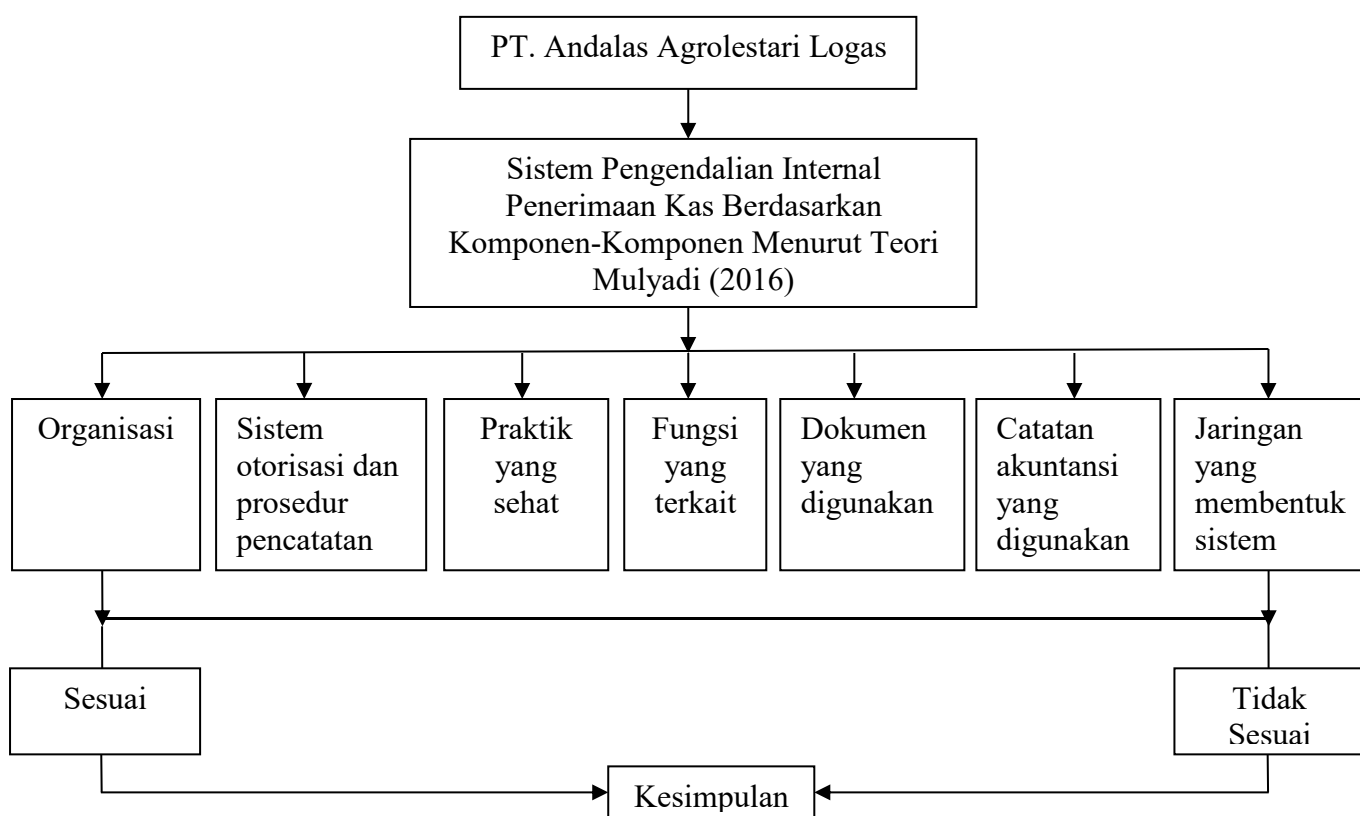 PT. Andalas Agrolestari Logas
Sistem Pengendalian Internal
Penerimaan Kas Berdasarkan
Komponen-Komponen Menurut Teori
Mulyadi (2016)
Organisasi
Sistem
otorisasi dan
prosedur
pencatatan
Praktik
yang
sehat
Fungsi
yang
terkait
Dokumen
yang
digunakan
Catatan
akuntansi
yang
digunakan
Jaringan
yang
membentuk
sistem
Sesuai
Tidak
Sesuai
Kesimpulan